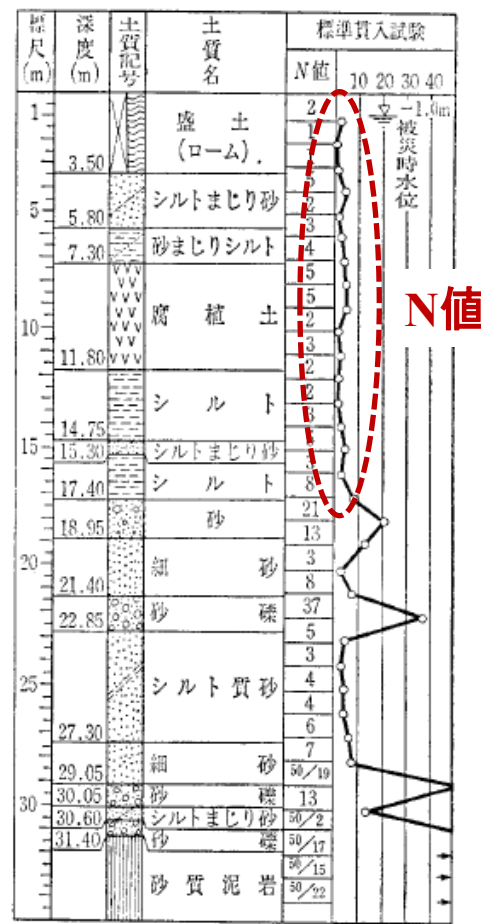 標尺(m) 深度(m) 土質記号 土質名 標準貫入試験
N値 10 20 30 40
1 2
-1.0m
被災時水位
盛土
(ローム)
1
3.50
シルトまじり砂
2
5
5.80
3
砂まじりシルト
4
7.30
5
5
腐植土
2
10
3
11.80
2
2
シルト
14.75
15
15.30 シルトまじり砂
シルト
17.40
8
砂
21
18.95
13
20
細砂
3
21.40
8
砂礫
37
22.85
5
3
シルト質砂
4
25
4
27.30
6
細砂
7
29.05
50/19
30.05 砂礫 13
30
30.60 シルトまじり砂 50/2
31.40 砂礫 50/17
50/15
砂質泥岩
50/22
N値